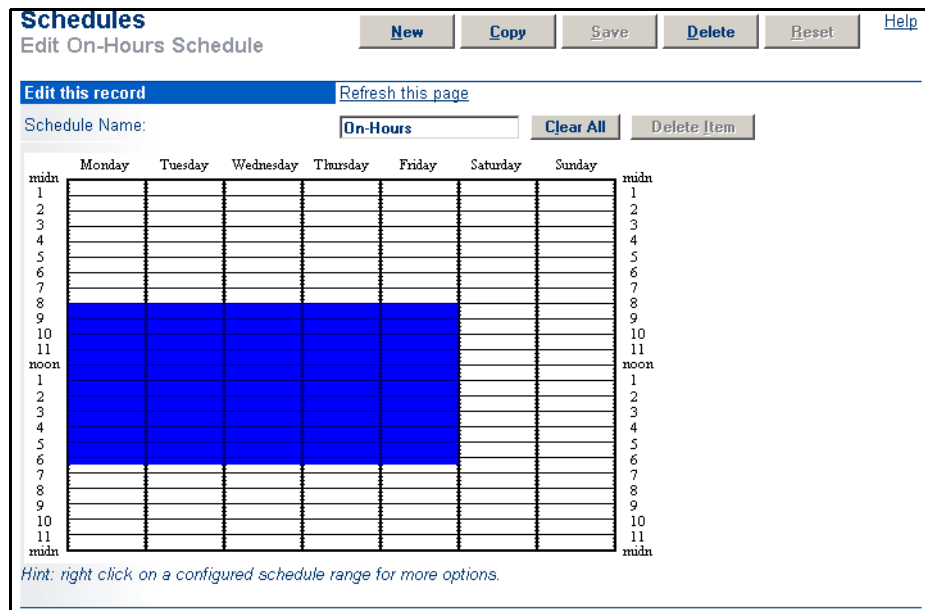 Schedules
Edit On-Hours Schedule
New Copy Save Delete Reset Help
Edit this record Refresh this page
Schedule Name: On-Hours Clear All Delete Item
Monday Tuesday Wednesday Thursday Friday Saturday Sunday
midn midn
1 1
2 2
3 3
4 4
5 5
6 6
7 7
8 8
9 9
10 10
11 11
noon noon
1 1
2 2
3 3
4 4
5 5
6 6
7 7
8 8
9 9
10 10
11 11
midn midn
Hint: right click on a configured schedule range for more options.